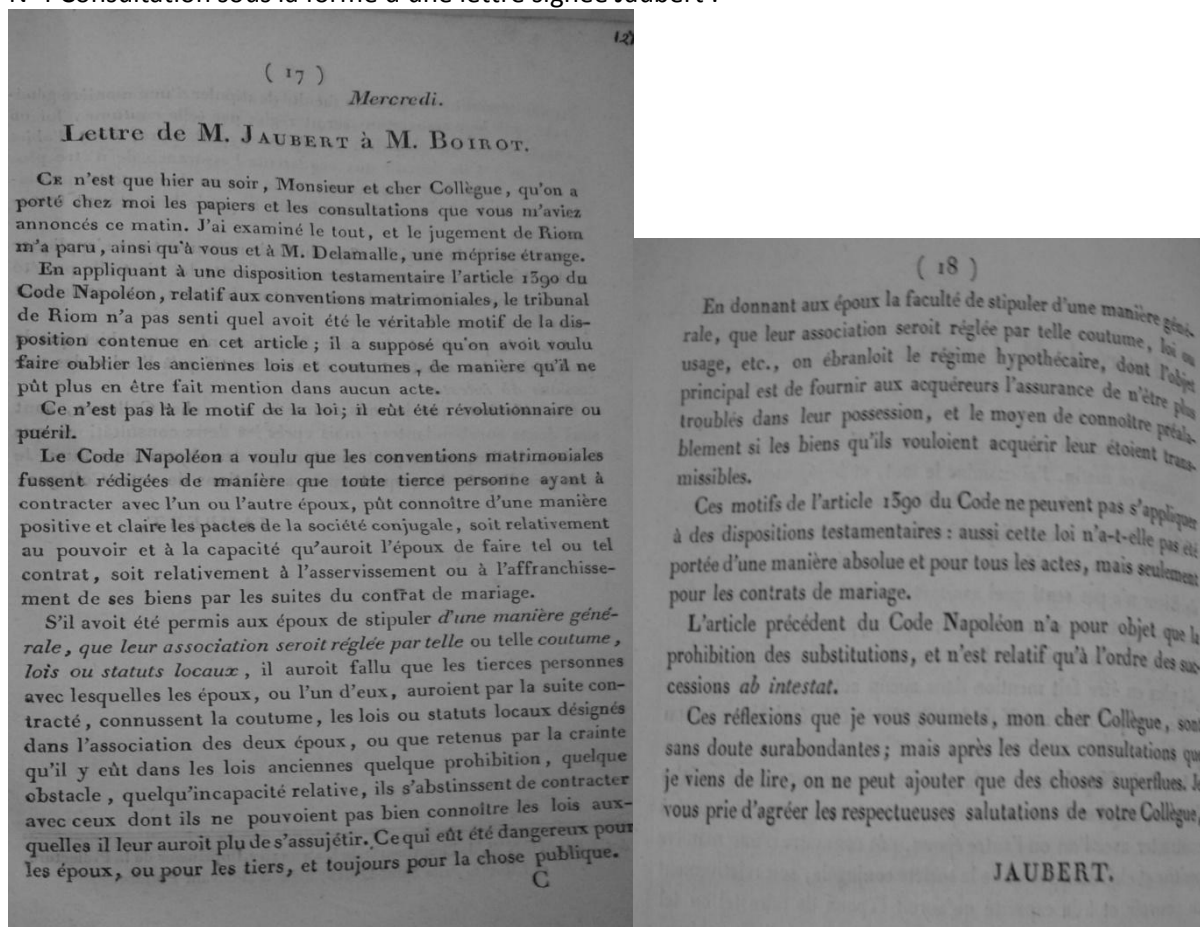 N° 4 Consultation sous la forme d'une lettre signée Jaubert :
127
( 17 )
Mercredi.
Lettre de M. JAUBERT à M. BOIROT.
CE n'est que hier au soir, Monsieur et cher Collègue, qu'on a
porté chez moi les papiers et les consultations que vous m'aviez
annoncés ce matin. J'ai examiné le tout, et le jugement de Riom
m'a paru, ainsi qu'à vous et à M. Delamalle, une méprise étrange.
En appliquant à une disposition testamentaire l'article 1390 du
Code Napoléon, relatif aux conventions matrimoniales, le tribunal
de Riom n'a pas senti quel avoit été le véritable motif de la dis-
position contenue en cet article ; il a supposé qu'on avoit voulu
faire oublier les anciennes lois et coutumes, de manière qu'il ne
pût plus en être fait mention dans aucun acte.
Ce n'est pas là le motif de la loi; il eût été révolutionnaire ou
puéril.
Le Code Napoléon a voulu que les conventions matrimoniales
fussent rédigées de manière que toute tierce personne ayant à
contracter avec l'un ou l'autre époux, pût connoître d'une manière
positive et claire les pactes de la société conjugale, soit relativement
au pouvoir et à la capacité qu'auroit l'époux de faire tel ou tel
contrat, soit relativement à l'asservissement ou à l'affranchisse-
ment de ses biens par les suites du contrat de mariage.
S'il avoit été permis aux époux de stipuler d'une manière géné-
rale, que leur association seroit réglée par telle ou telle coutume,
lois ou statuts locaux, il auroit fallu que les tierces personnes
avec lesquelles les époux, ou l'un d'eux, auroient par la suite con-
tracté, connussent la coutume, les lois ou statuts locaux désignés
dans l'association des deux époux, ou que retenus par la crainte
qu'il y eût dans les lois anciennes quelque prohibition, quelque
obstacle, quelqu'incapacité relative, ils s'abstinssent de contracter
avec ceux dont ils ne pouvoient pas bien connoître les lois aux-
quelles il leur auroit plu de s'assujétir. Ce qui eût été dangereux pour
les époux, ou pour les tiers, et toujours pour la chose publique.
C
( 18 )
En donnant aux époux la faculté de stipuler d'une manière géné-
rale, que leur association seroit réglée par telle coutume, loi ou
usage, etc., on ébranloit le régime hypothécaire, dont l'objet
principal est de fournir aux acquéreurs l'assurance de n'être plus
troublés dans leur possession, et le moyen de connoître préala-
blement si les biens qu'ils vouloient acquérir leur étoient trans-
missibles.
Ces motifs de l'article 1390 du Code ne peuvent pas s'appliquer
à des dispositions testamentaires : aussi cette loi n'a-t-elle pas été
portée d'une manière absolue et pour tous les actes, mais seulement
pour les contrats de mariage.
L'article précédent du Code Napoléon n'a pour objet que la
prohibition des substitutions, et n'est relatif qu'à l'ordre des suc-
cessions ab intestat.
Ces réflexions que je vous soumets, mon cher Collègue, sont
sans doute surabondantes ; mais après les deux consultations que
je viens de lire, on ne peut ajouter que des choses superflues. Je
vous prie d'agréer les respectueuses salutations de votre Collègue,
JAUBERT.